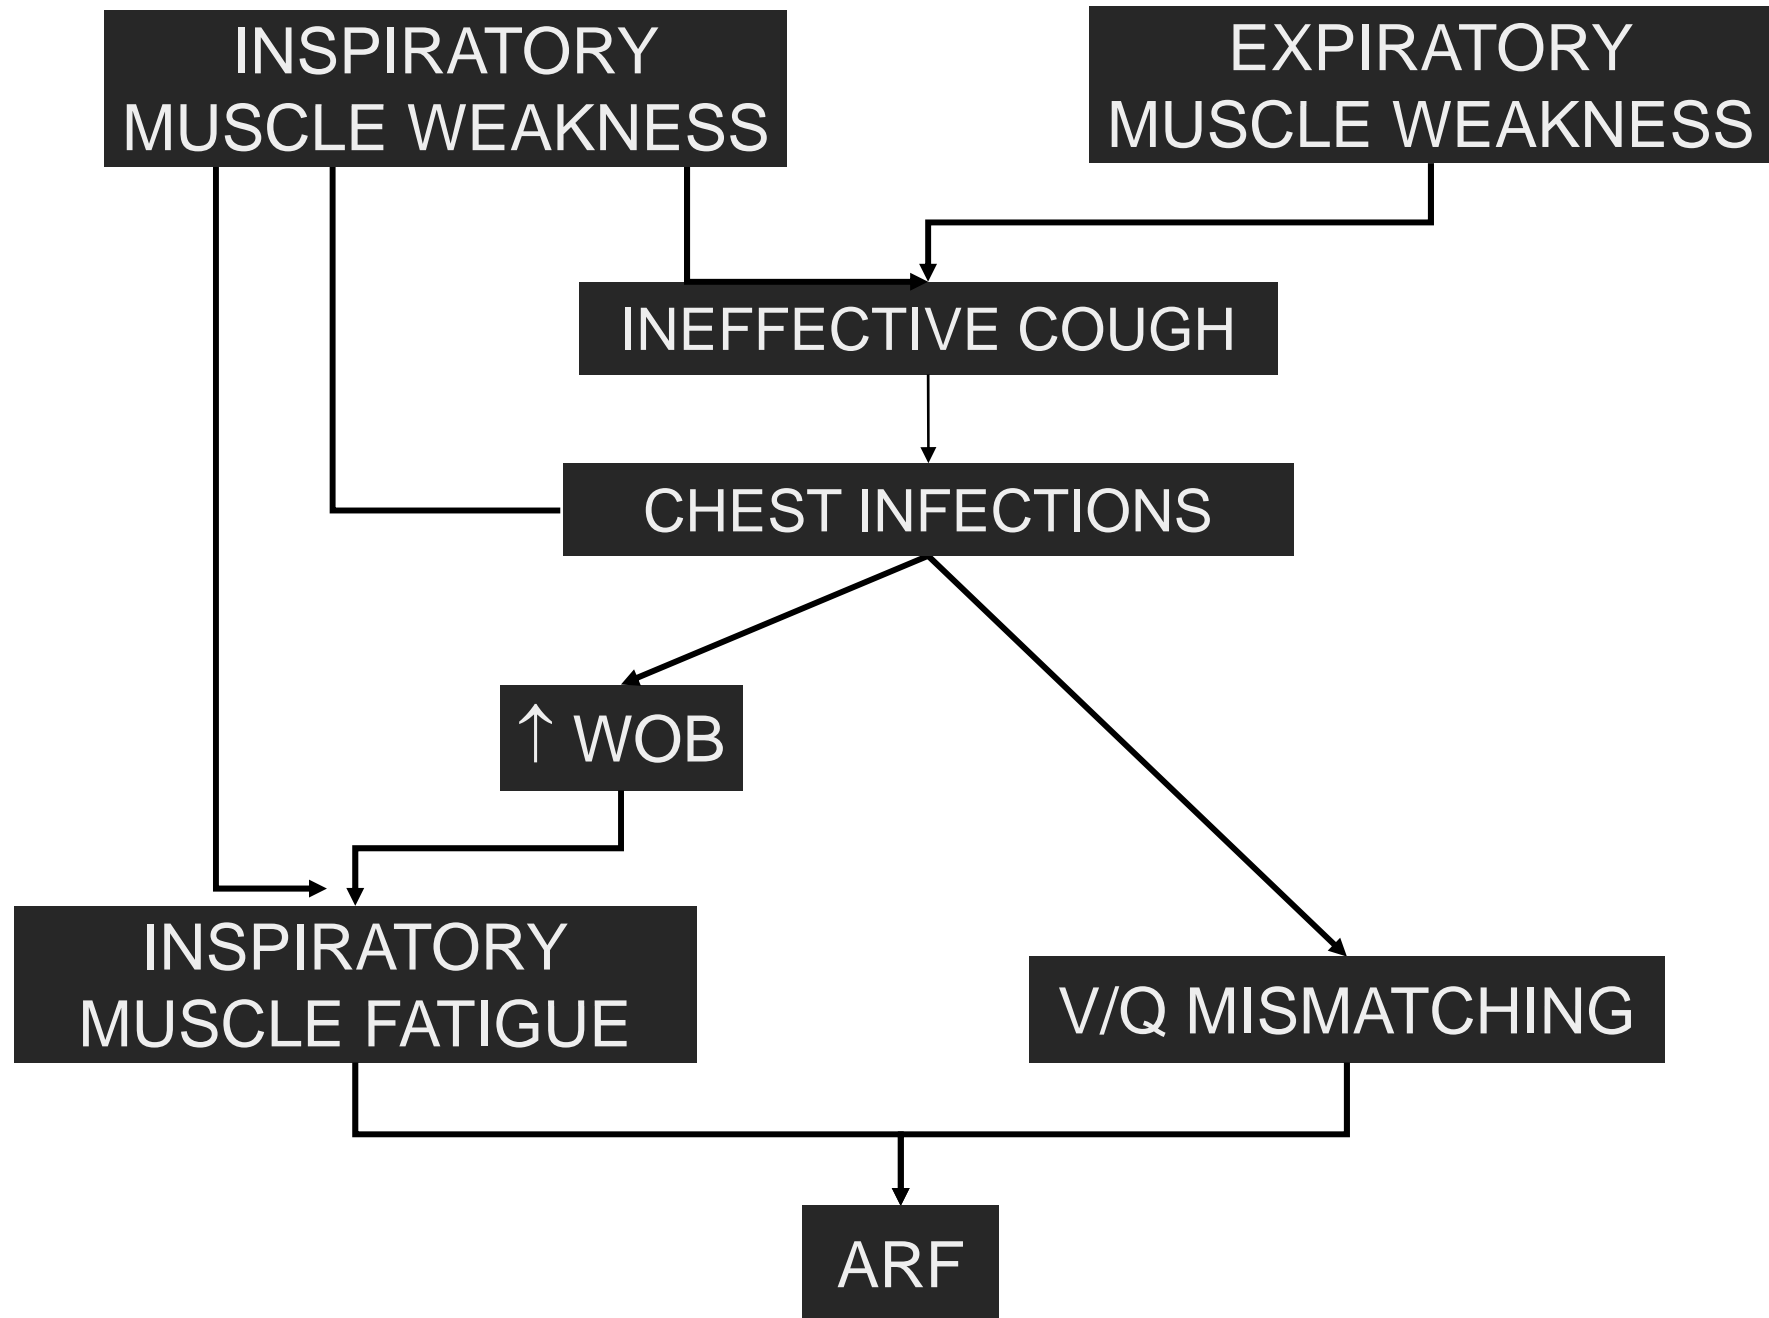 INSPIRATORY
MUSCLE WEAKNESS
EXPIRATORY
MUSCLE WEAKNESS
INEFFECTIVE COUGH
CHEST INFECTIONS
↑ WOB
INSPIRATORY
MUSCLE FATIGUE
V/Q MISMATCHING
ARF